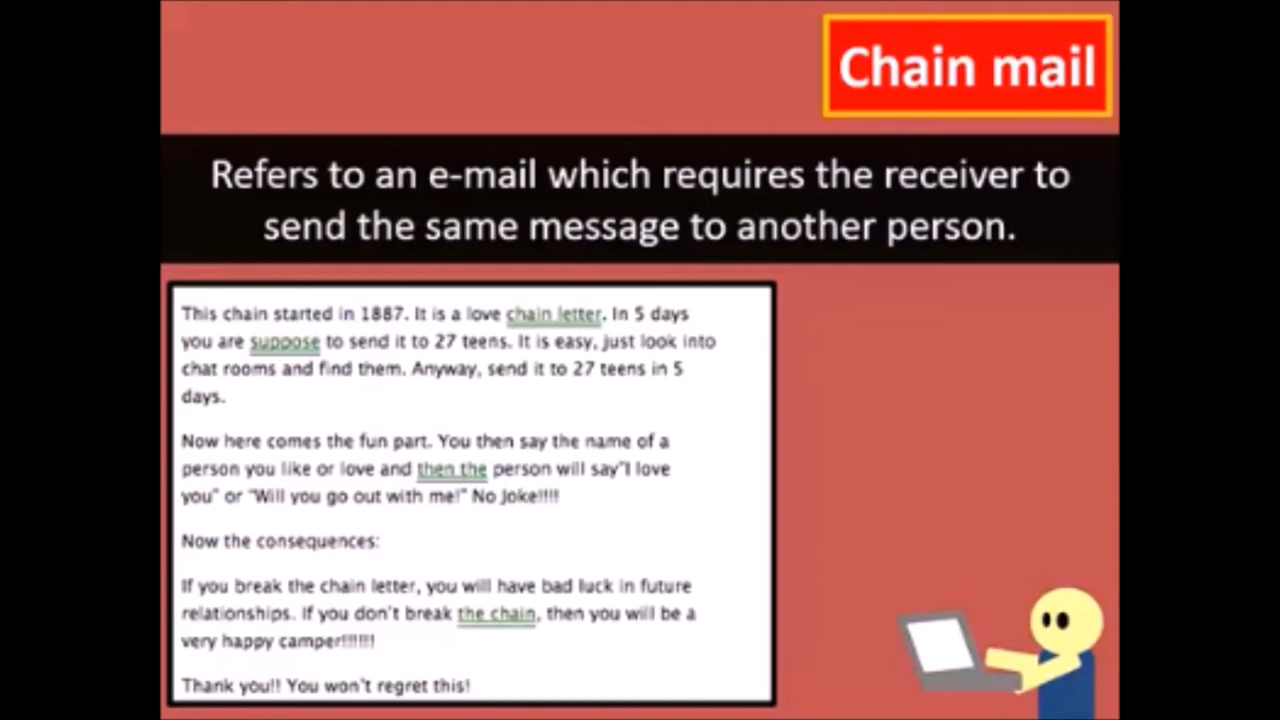 Chain mail
Refers to an e-mail which requires the receiver to
send the same message to another person.
This chain started in 1887. It is a love chain letter. In 5 days
you are suppose to send it to 27 teens. It is easy, just look into
chat rooms and find them. Anyway, send it to 27 teens in 5
days.
Now here comes the fun part. You then say the name of a
person you like or love and then the person will say"I love
you" or "Will you go out with me!" No Joke!!!!
Now the consequences:
If you break the chain letter, you will have bad luck in future
relationships. If you don't break the chain, then you will be a
very happy camper!!!!!!
Thank you!! You won't regret this!